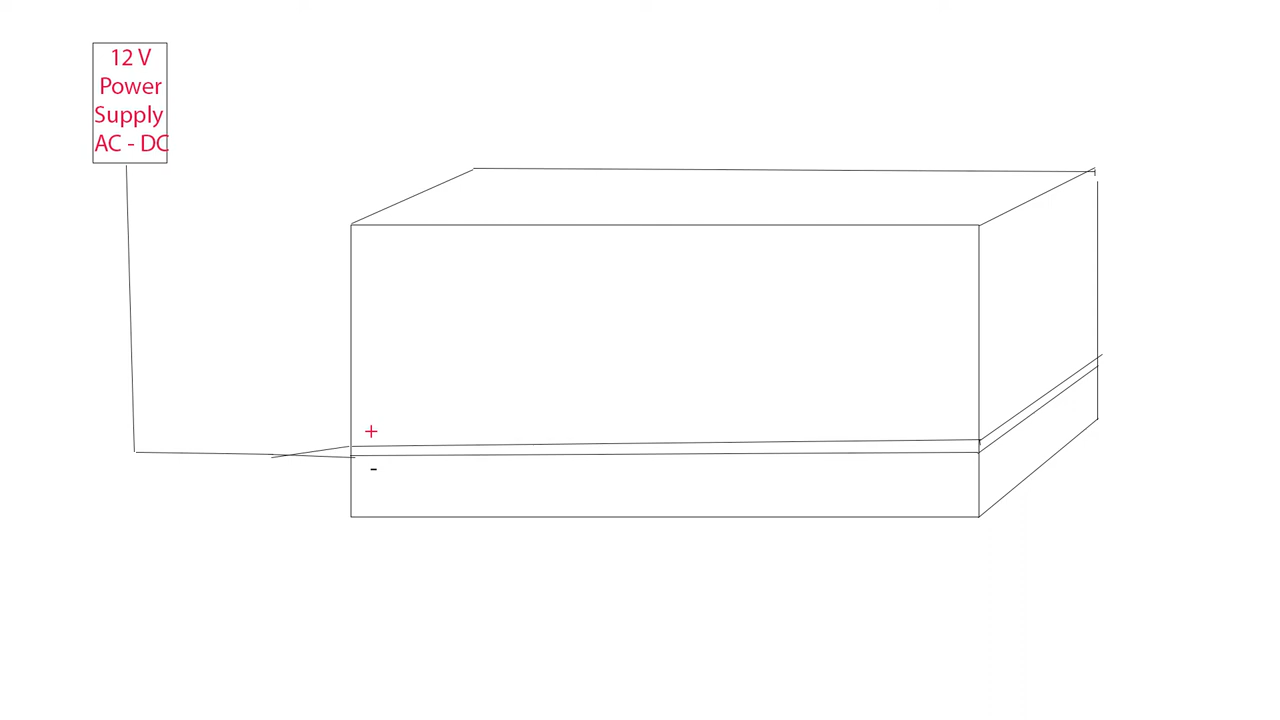 12 V
Power
Supply
AC - DC
+
-